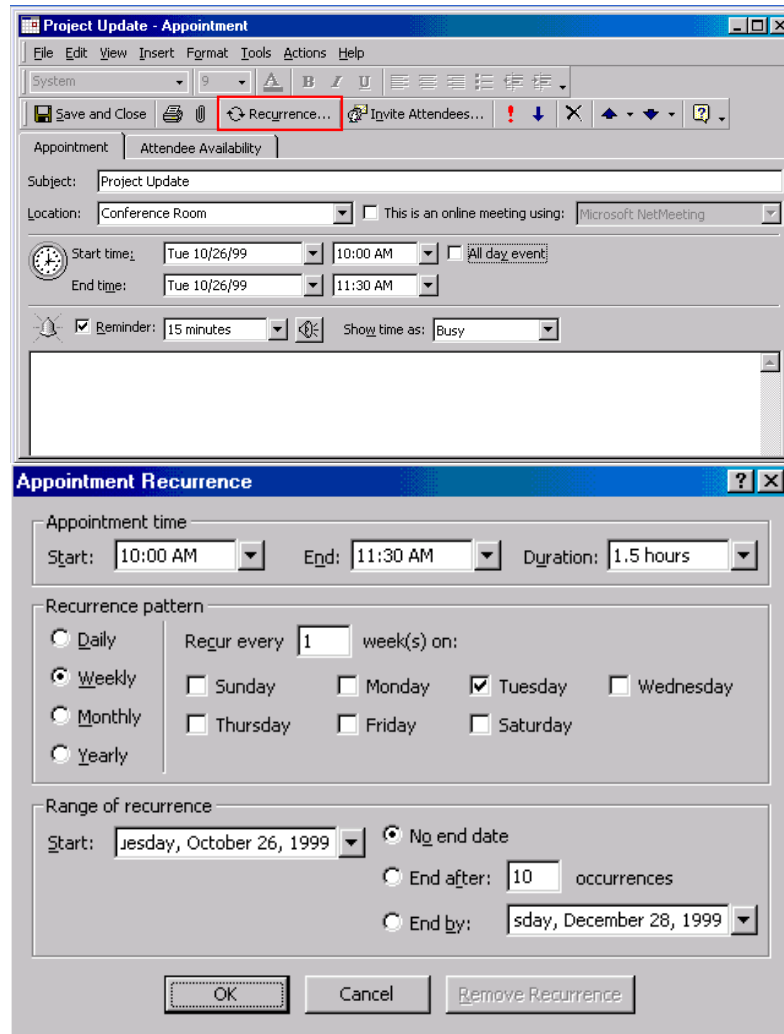 Project Update - Appointment
File Edit View Insert Format Tools Actions Help
System 9 A B I U
Save and Close Recurrence... Invite Attendees...
Appointment Attendee Availability
Subject: Project Update
Location: Conference Room This is an online meeting using: Microsoft NetMeeting
Start time: Tue 10/26/99 10:00 AM All day event
End time: Tue 10/26/99 11:30 AM
Reminder: 15 minutes Show time as: Busy
Appointment Recurrence
Appointment time
Start: 10:00 AM End: 11:30 AM Duration: 1.5 hours
Recurrence pattern
Daily Recur every 1 week(s) on:
Weekly Sunday Monday Tuesday Wednesday
Monthly Thursday Friday Saturday
Yearly
Range of recurrence
Start: uesday, October 26, 1999 No end date
End after: 10 occurrences
End by: sday, December 28, 1999
OK Cancel Remove Recurrence